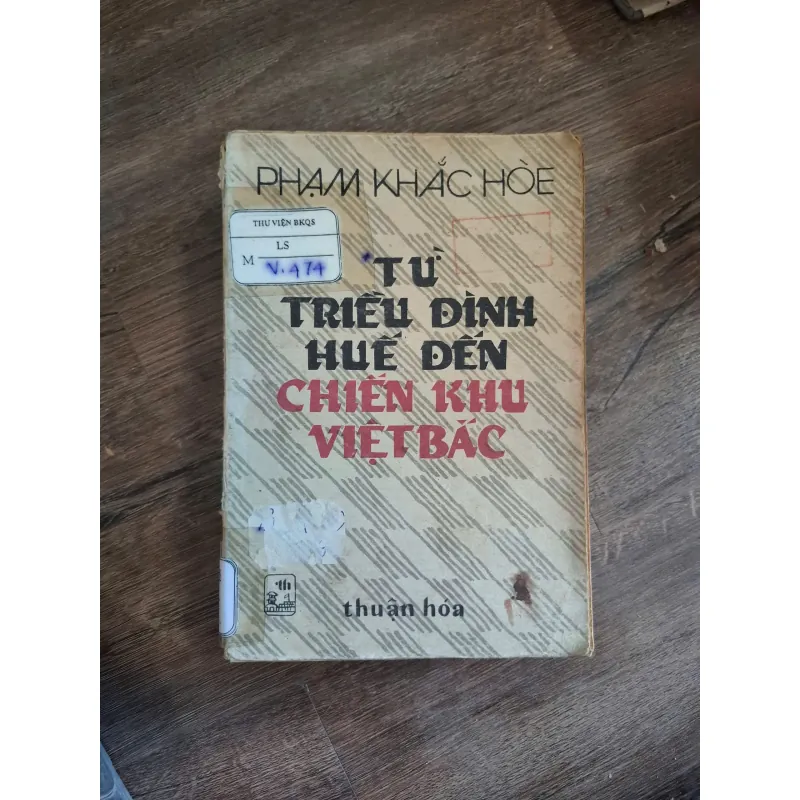 PHẠM KHẮC HÒE
THƯ VIỆN BKQS
LS
M V.474
TỪ
TRIỀU ĐÌNH
HUẾ ĐẾN
CHIẾN KHU
VIỆT BẮC
th
thuận hóa